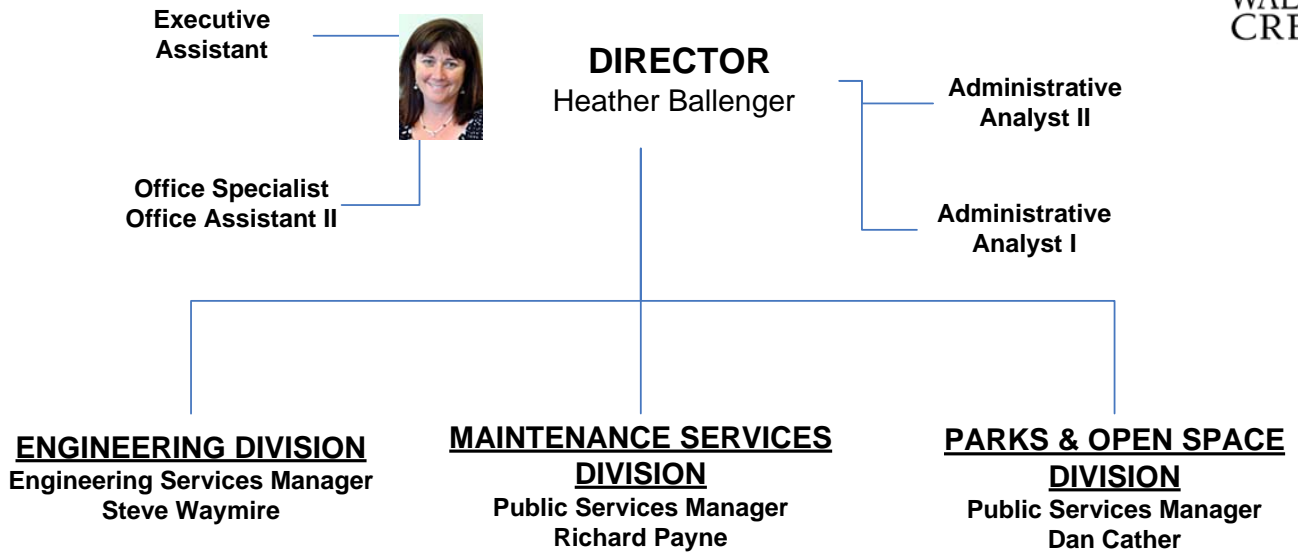 Executive
Assistant
DIRECTOR
Heather Ballenger
Administrative
Analyst II
Office Specialist
Office Assistant II
Administrative
Analyst I
ENGINEERING DIVISION
Engineering Services Manager
Steve Waymire
MAINTENANCE SERVICES
DIVISION
Public Services Manager
Richard Payne
PARKS & OPEN SPACE
DIVISION
Public Services Manager
Dan Cather